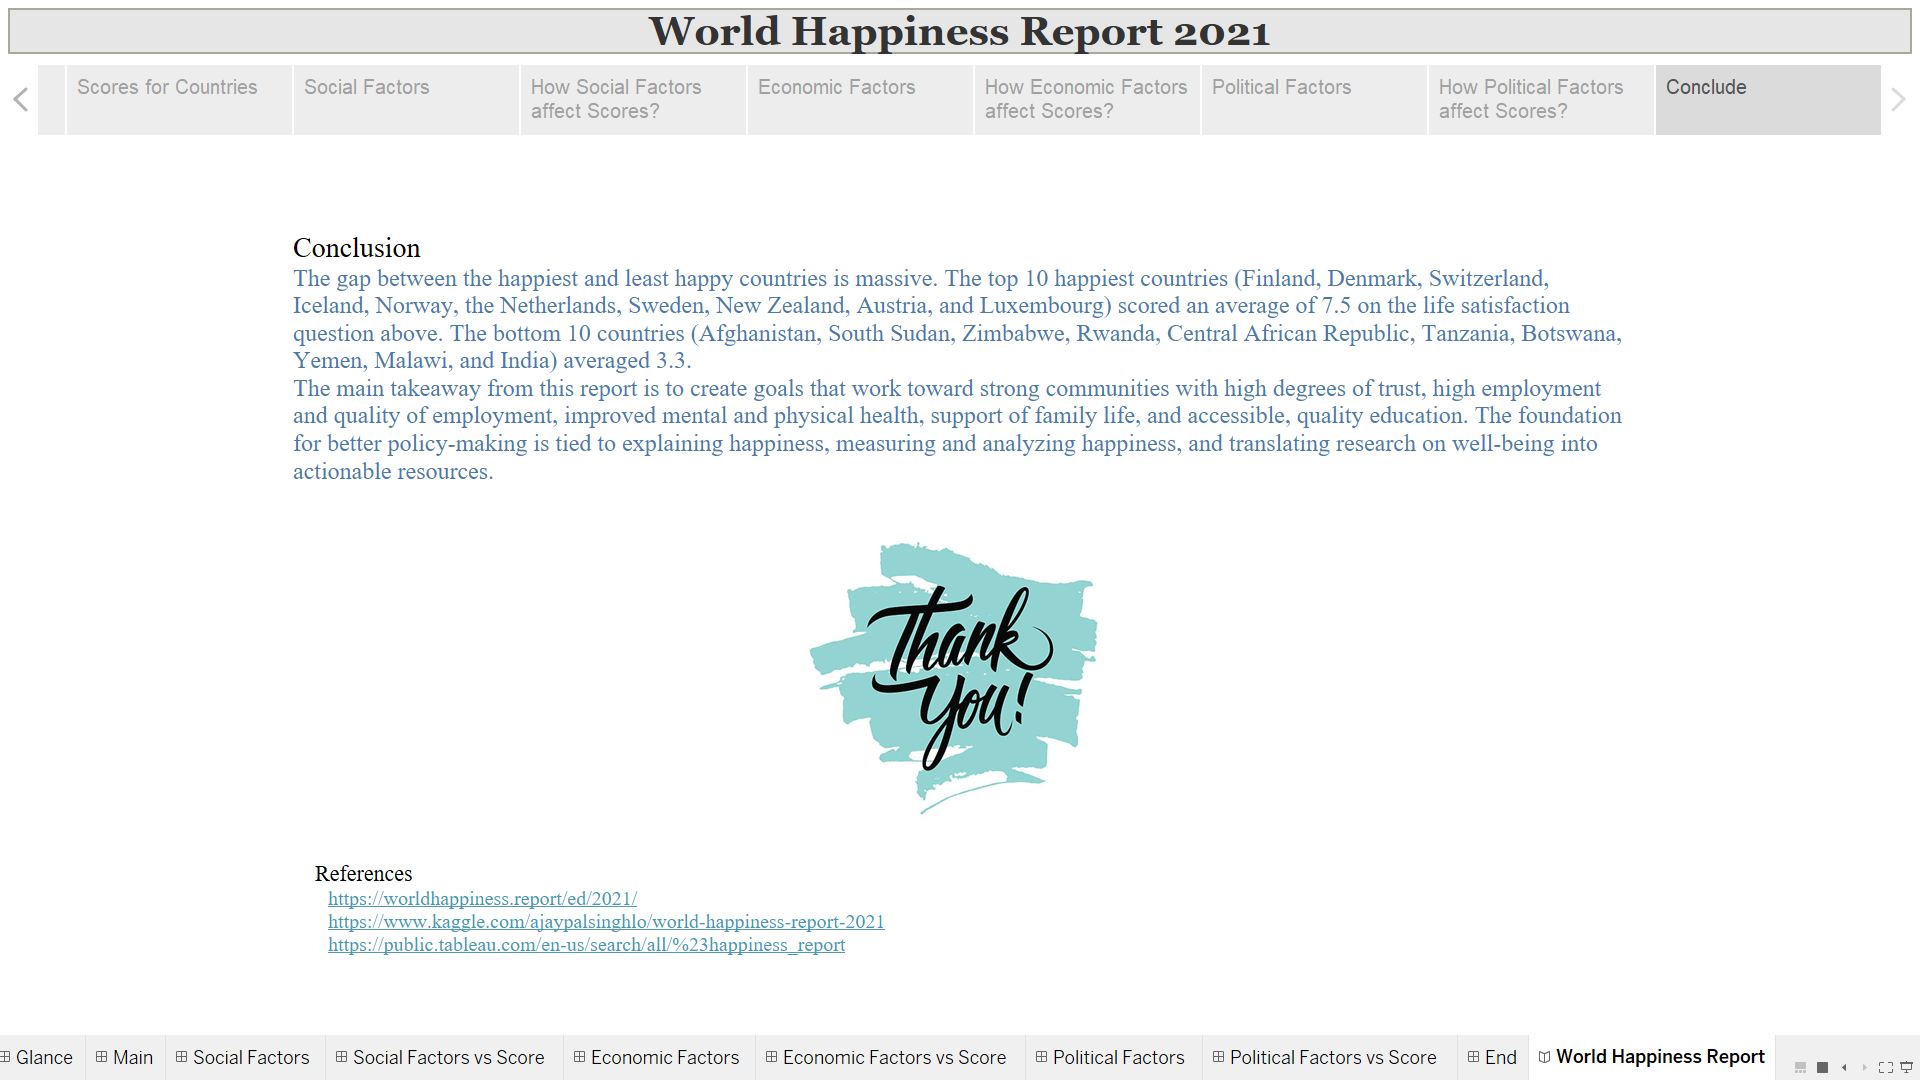 World Happiness Report 2021
Scores for Countries
Social Factors
How Social Factors
affect Scores?
Economic Factors
How Economic Factors
affect Scores?
Political Factors
How Political Factors
affect Scores?
Conclude
Conclusion
The gap between the happiest and least happy countries is massive. The top 10 happiest countries (Finland, Denmark, Switzerland,
Iceland, Norway, the Netherlands, Sweden, New Zealand, Austria, and Luxembourg) scored an average of 7.5 on the life satisfaction
question above. The bottom 10 countries (Afghanistan, South Sudan, Zimbabwe, Rwanda, Central African Republic, Tanzania, Botswana,
Yemen, Malawi, and India) averaged 3.3.
The main takeaway from this report is to create goals that work toward strong communities with high degrees of trust, high employment
and quality of employment, improved mental and physical health, support of family life, and accessible, quality education. The foundation
for better policy-making is tied to explaining happiness, measuring and analyzing happiness, and translating research on well-being into
actionable resources.
Thank
You!
References
https://worldhappiness.report/ed/2021/
https://www.kaggle.com/ajaypalsinghlo/world-happiness-report-2021
https://public.tableau.com/en-us/search/all/%23happiness_report
Glance
Main
Social Factors
Social Factors vs Score
Economic Factors
Economic Factors vs Score
Political Factors
Political Factors vs Score
End
World Happiness Report